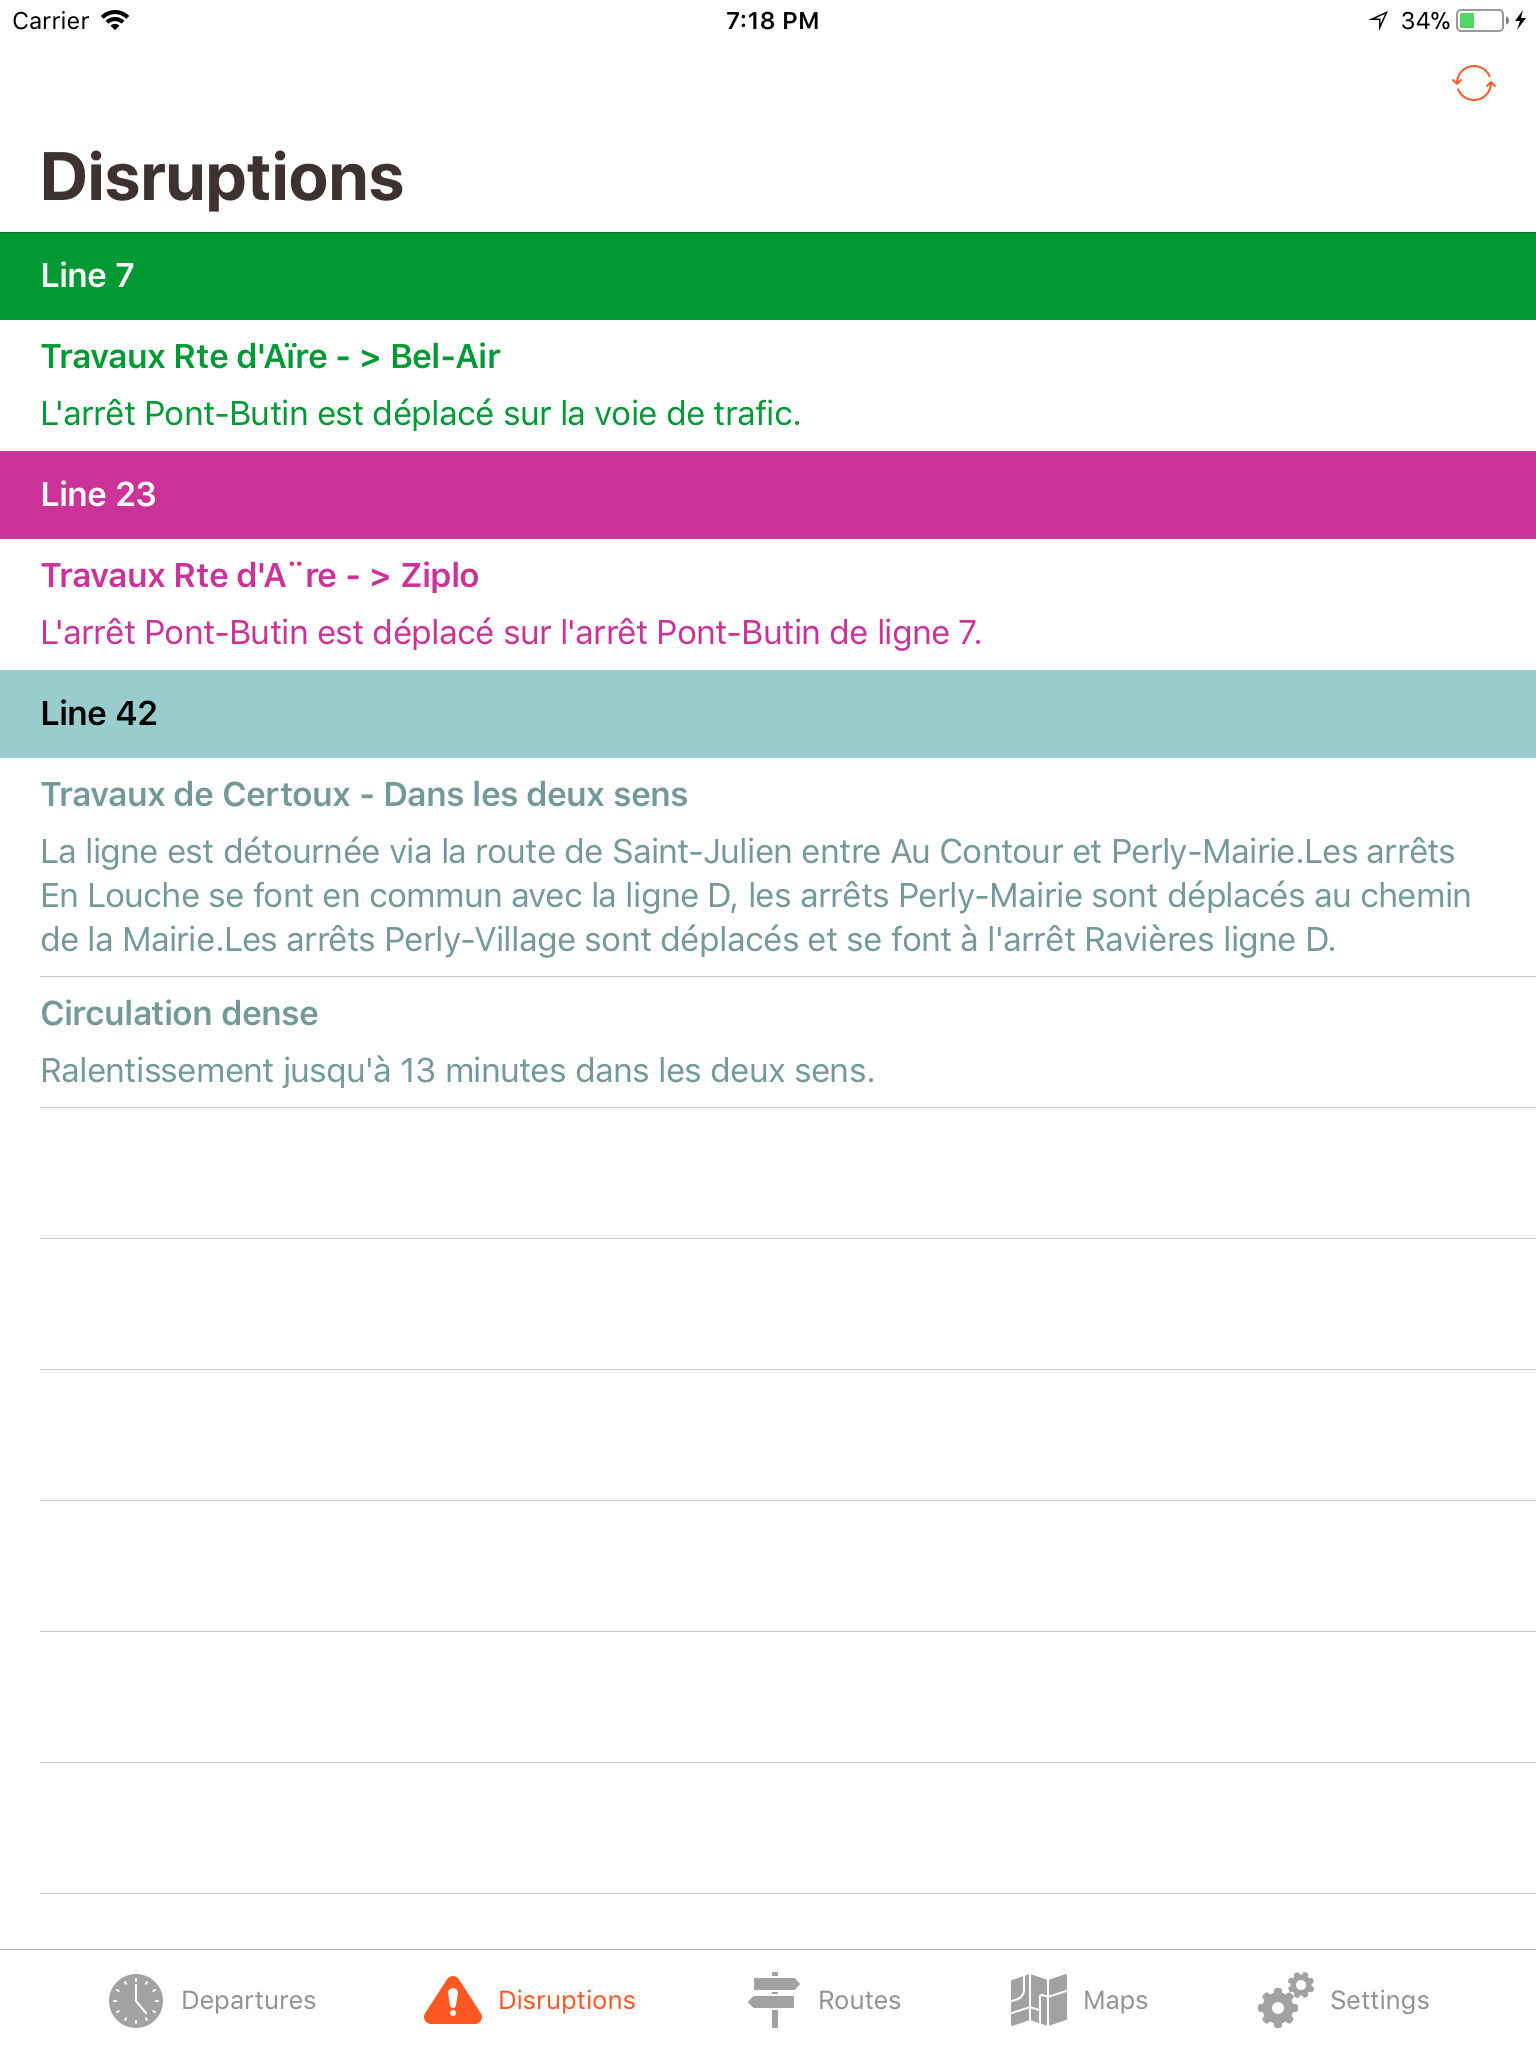 Carrier
7:18 PM
34%
Disruptions
Line 7
Travaux Rte d'Aïre - > Bel-Air
L'arrêt Pont-Butin est déplacé sur la voie de trafic.
Line 23
Travaux Rte d'A¨re - > Ziplo
L'arrêt Pont-Butin est déplacé sur l'arrêt Pont-Butin de ligne 7.
Line 42
Travaux de Certoux - Dans les deux sens
La ligne est détournée via la route de Saint-Julien entre Au Contour et Perly-Mairie.Les arrêts
En Louche se font en commun avec la ligne D, les arrêts Perly-Mairie sont déplacés au chemin
de la Mairie.Les arrêts Perly-Village sont déplacés et se font à l'arrêt Ravières ligne D.
Circulation dense
Ralentissement jusqu'à 13 minutes dans les deux sens.
Departures
Disruptions
Routes
Maps
Settings